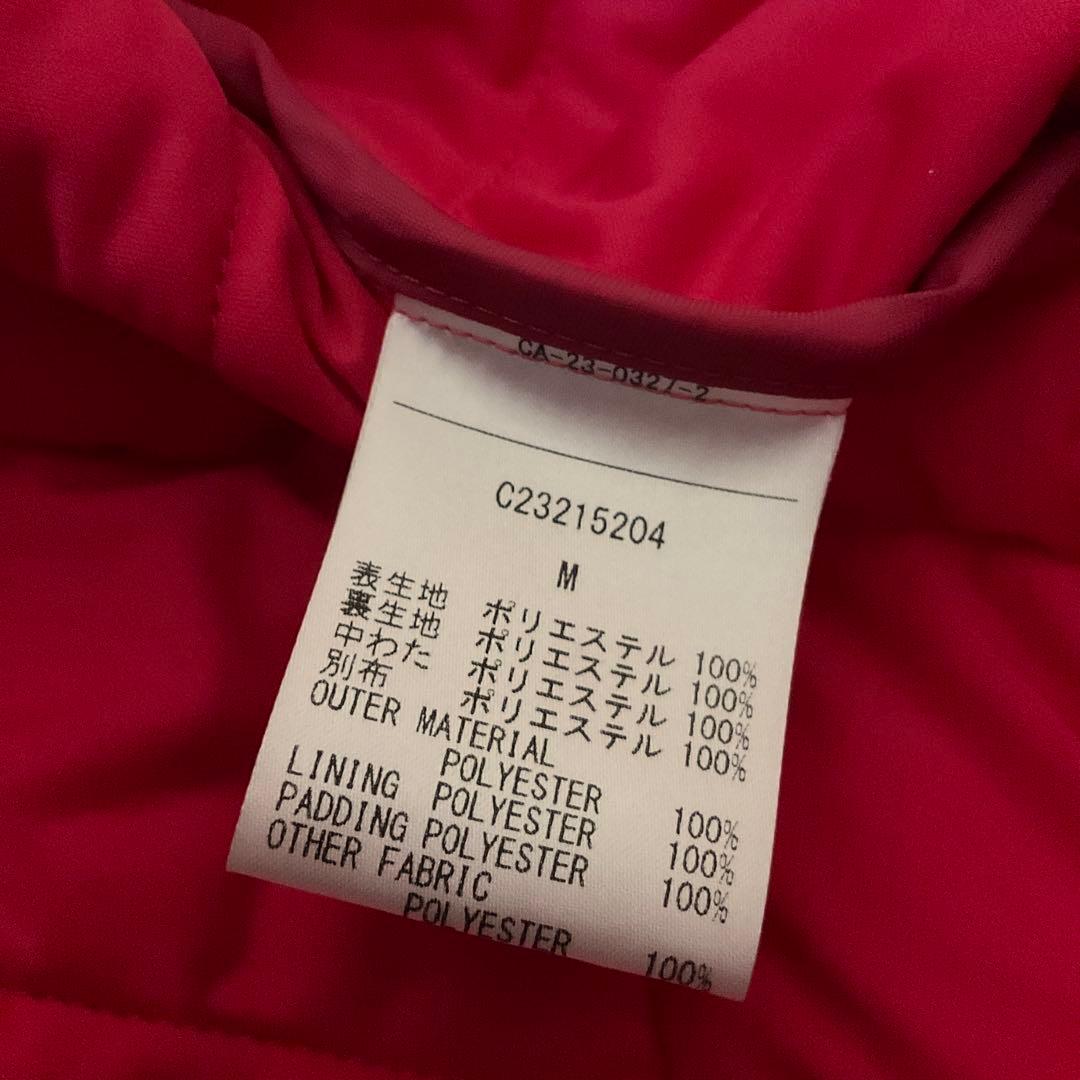 CA-23-0327-2
C23215204
M
表生地 ポリエステル 100%
裏生地 ポリエステル 100%
中わた ポリエステル 100%
別布 ポリエステル 100%
OUTER MATERIAL
POLYESTER 100%
LINING POLYESTER 100%
PADDING POLYESTER 100%
OTHER FABRIC
POLYESTER 100%